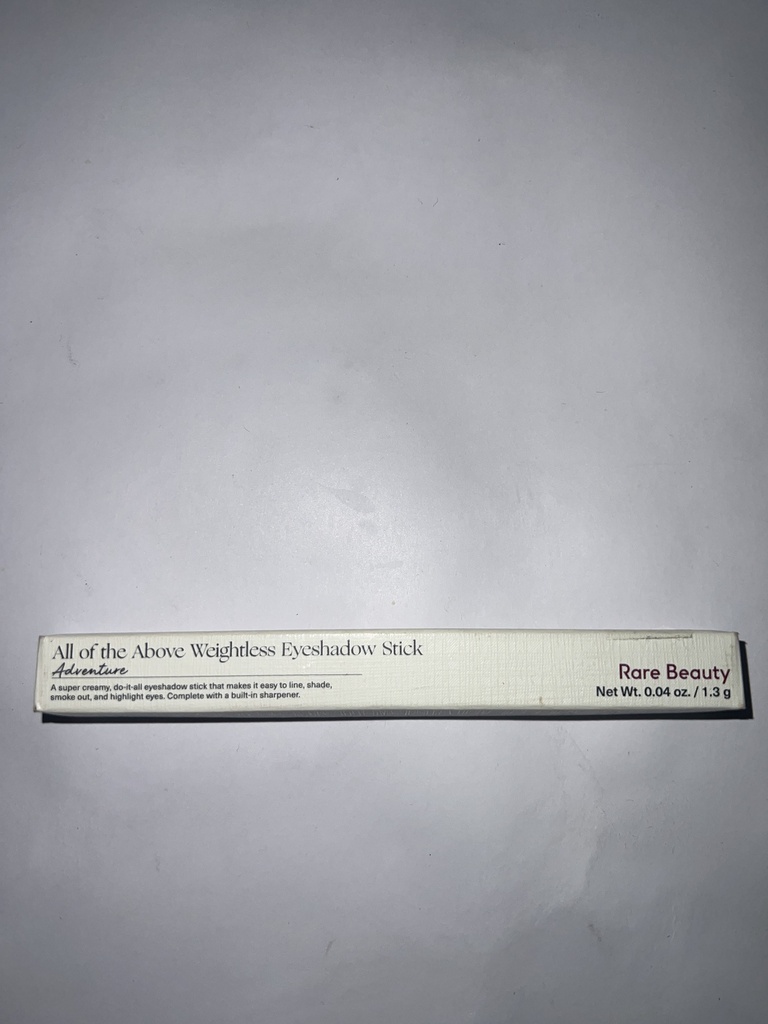 All of the Above Weightless Eyeshadow Stick
Adventure
A super creamy, do-it-all eyeshadow stick that makes it easy to line, shade,
smoke out, and highlight eyes. Complete with a built-in sharpener.
Rare Beauty
Net Wt. 0.04 oz. / 1.3 g